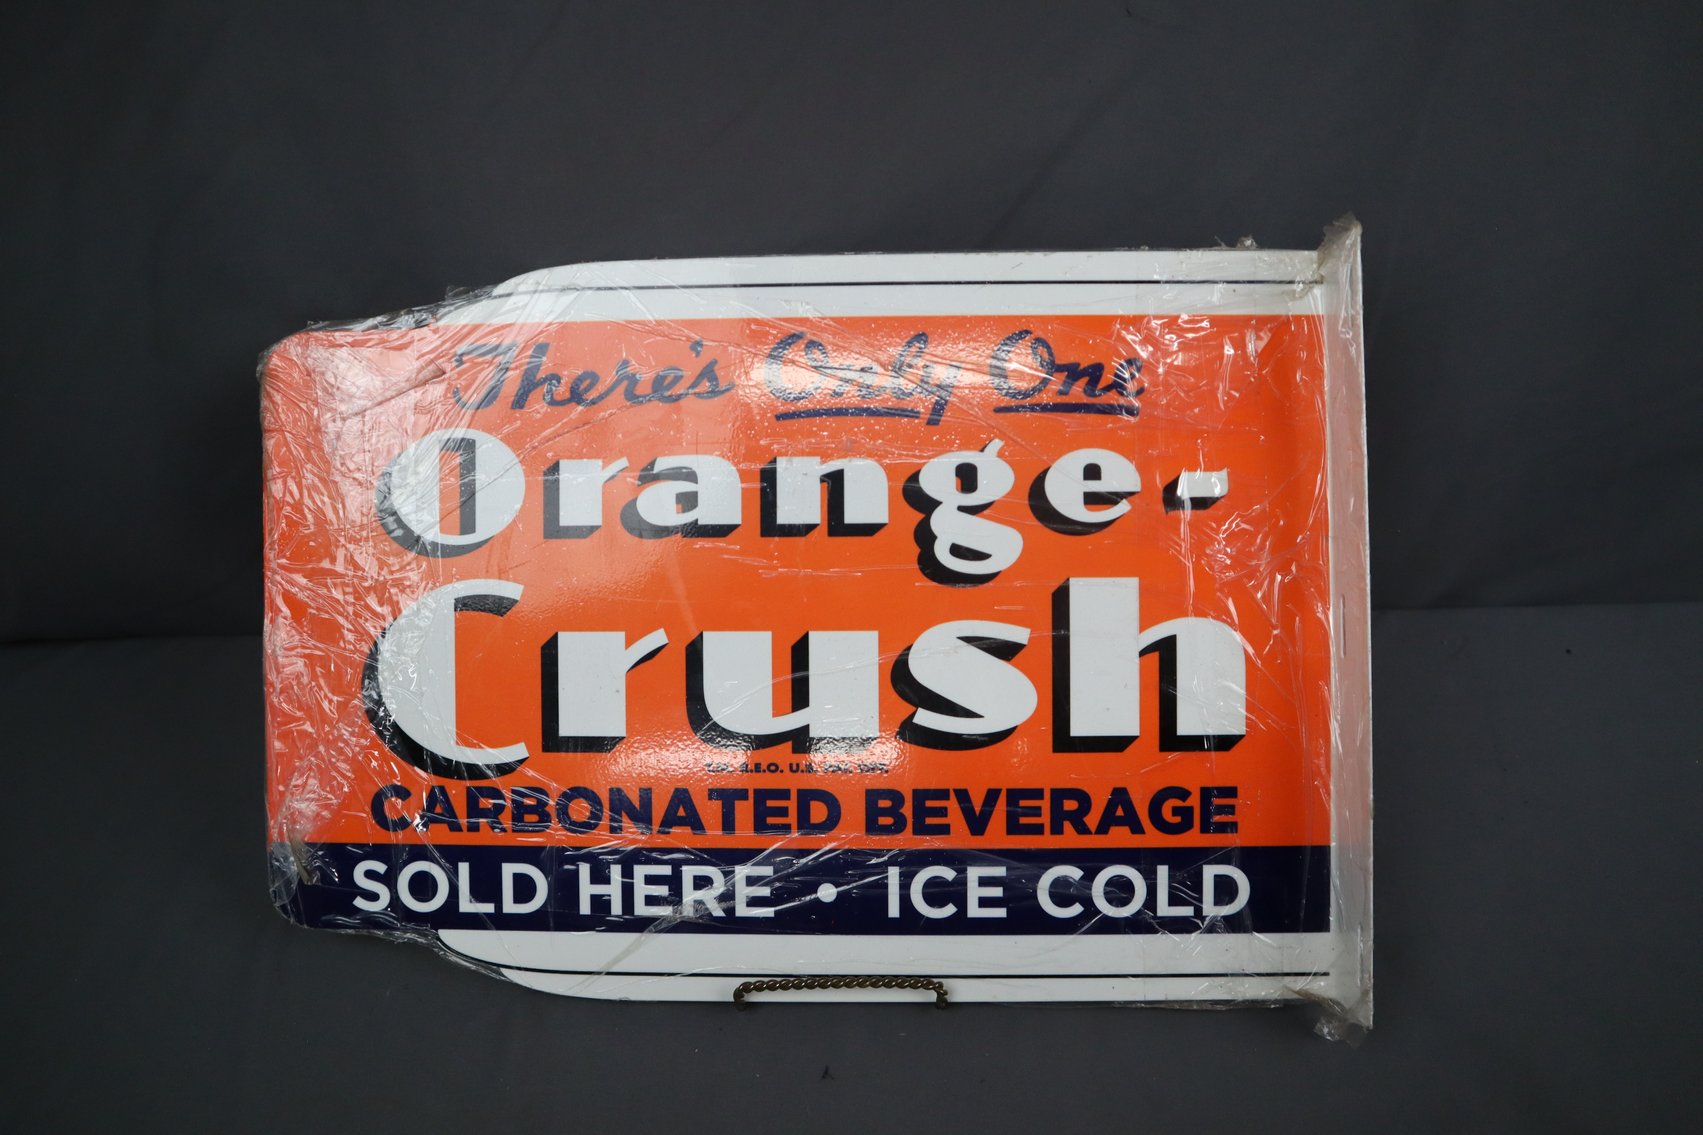 There's Only One
Orange-
Crush
CARBONATED BEVERAGE
SOLD HERE • ICE COLD